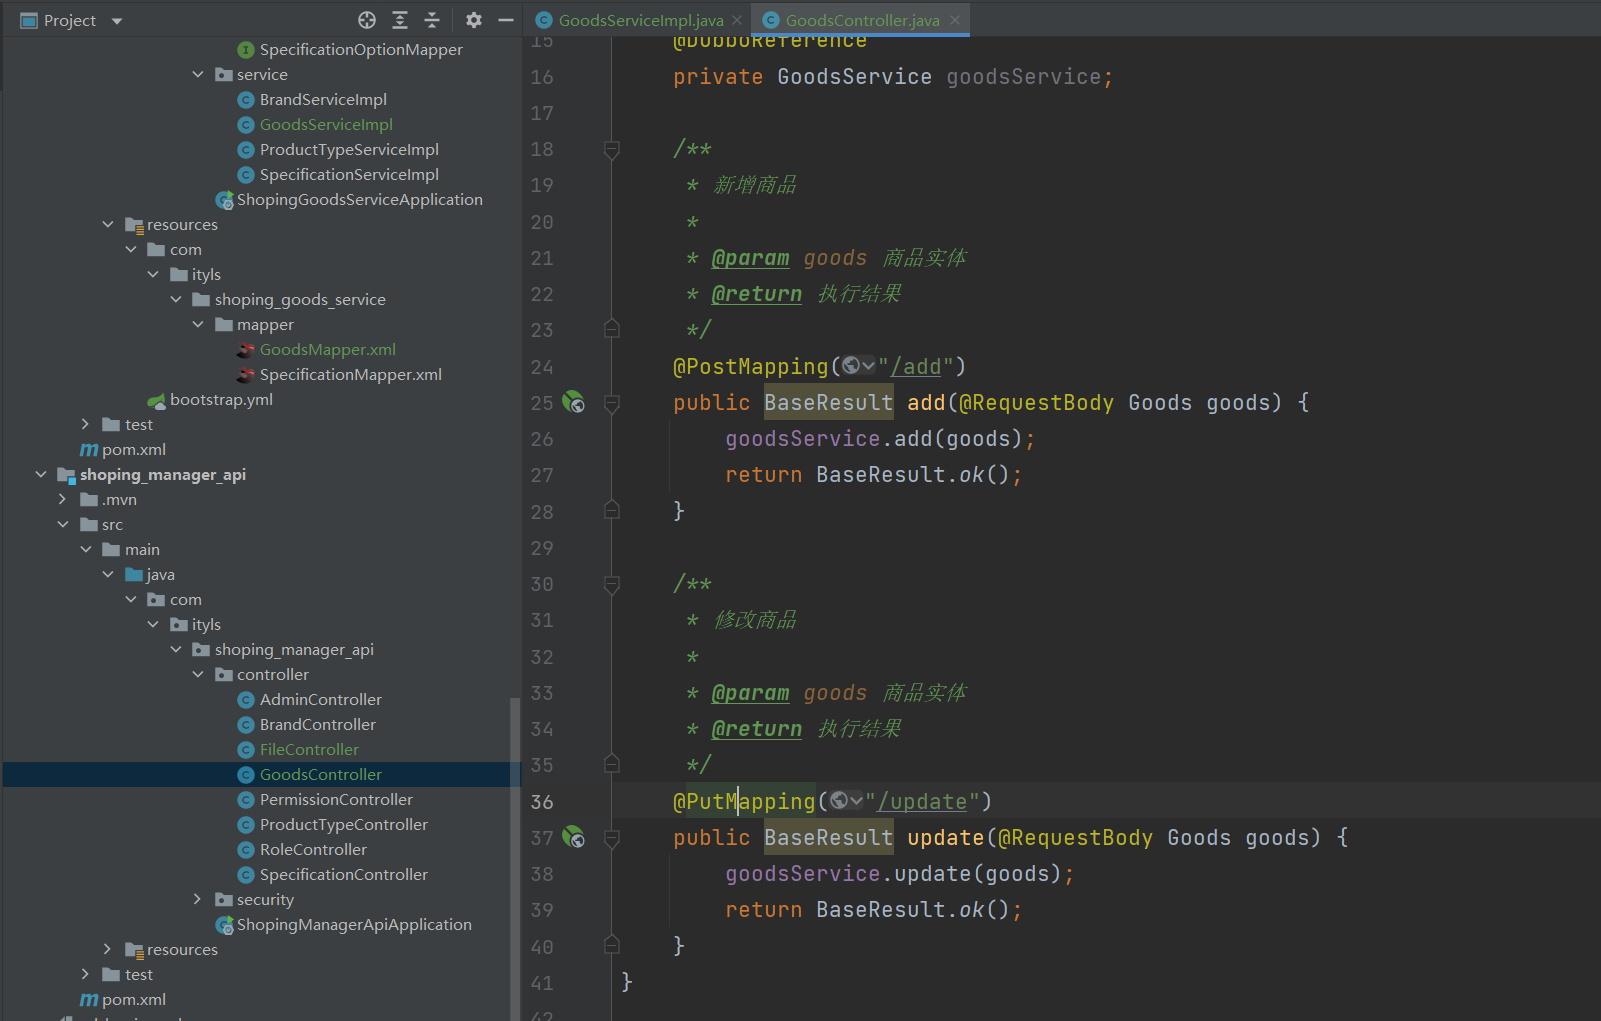 Project
GoodsServiceImpl.java
GoodsController.java
SpecificationOptionMapper
service
BrandServiceImpl
GoodsServiceImpl
ProductTypeServiceImpl
SpecificationServiceImpl
ShopingGoodsServiceApplication
resources
com
ityls
shoping_goods_service
mapper
GoodsMapper.xml
SpecificationMapper.xml
bootstrap.yml
test
pom.xml
shoping_manager_api
.mvn
src
main
java
com
ityls
shoping_manager_api
controller
AdminController
BrandController
FileController
GoodsController
PermissionController
ProductTypeController
RoleController
SpecificationController
security
ShopingManagerApiApplication
resources
test
pom.xml
15 @DubboReference
16 private GoodsService goodsService;
17
18 /**
19 * 新增商品
20 *
21 * @param goods 商品实体
22 * @return 执行结果
23 */
24 @PostMapping("/add")
25 public BaseResult add(@RequestBody Goods goods) {
26 goodsService.add(goods);
27 return BaseResult.ok();
28 }
29
30 /**
31 * 修改商品
32 *
33 * @param goods 商品实体
34 * @return 执行结果
35 */
36 @PutMapping("/update")
37 public BaseResult update(@RequestBody Goods goods) {
38 goodsService.update(goods);
39 return BaseResult.ok();
40 }
41 }
42